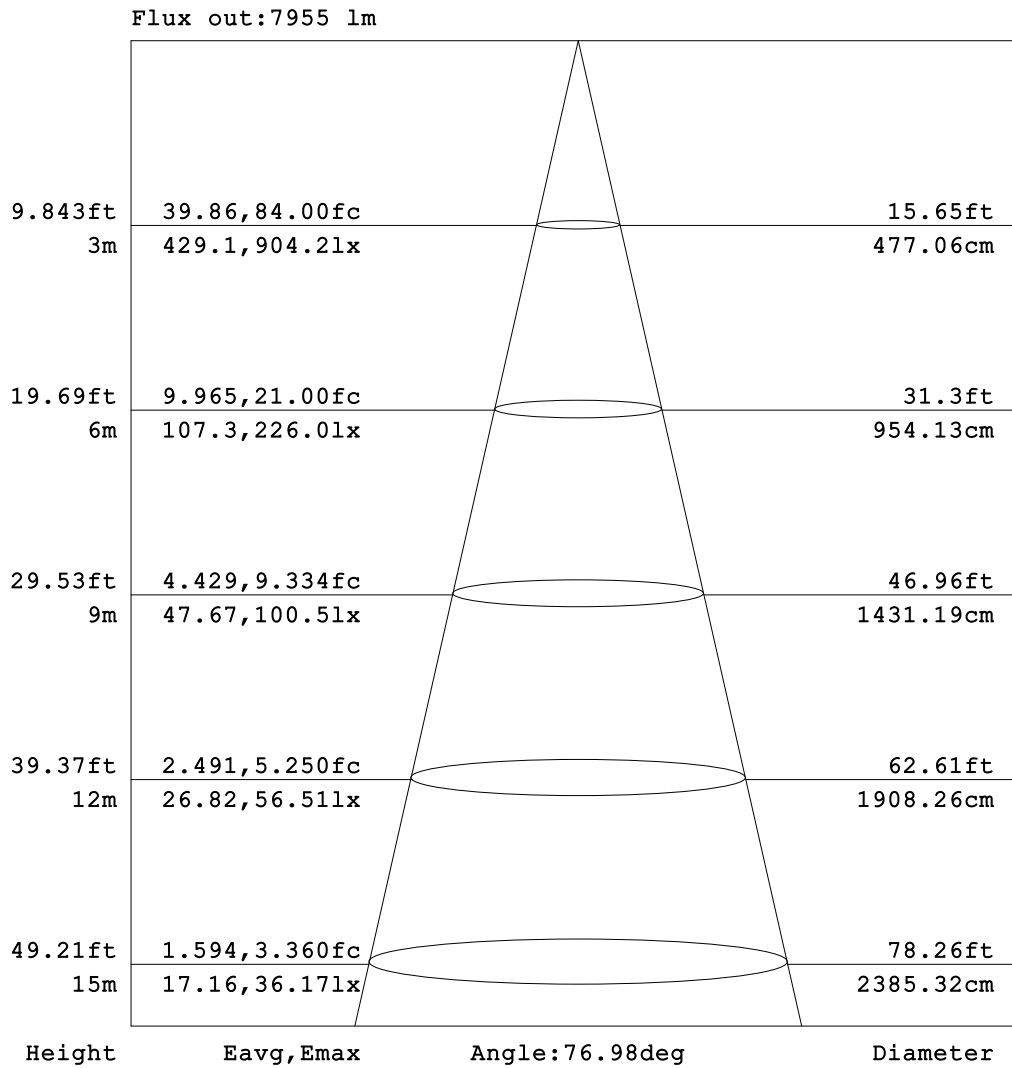 Flux out:7955 lm
9.843ft 39.86,84.00fc 15.65ft
3m 429.1,904.2lx 477.06cm
19.69ft 9.965,21.00fc 31.3ft
6m 107.3,226.0lx 954.13cm
29.53ft 4.429,9.334fc 46.96ft
9m 47.67,100.5lx 1431.19cm
39.37ft 2.491,5.250fc 62.61ft
12m 26.82,56.51lx 1908.26cm
49.21ft 1.594,3.360fc 78.26ft
15m 17.16,36.17lx 2385.32cm
Height Eavg,Emax Angle:76.98deg Diameter